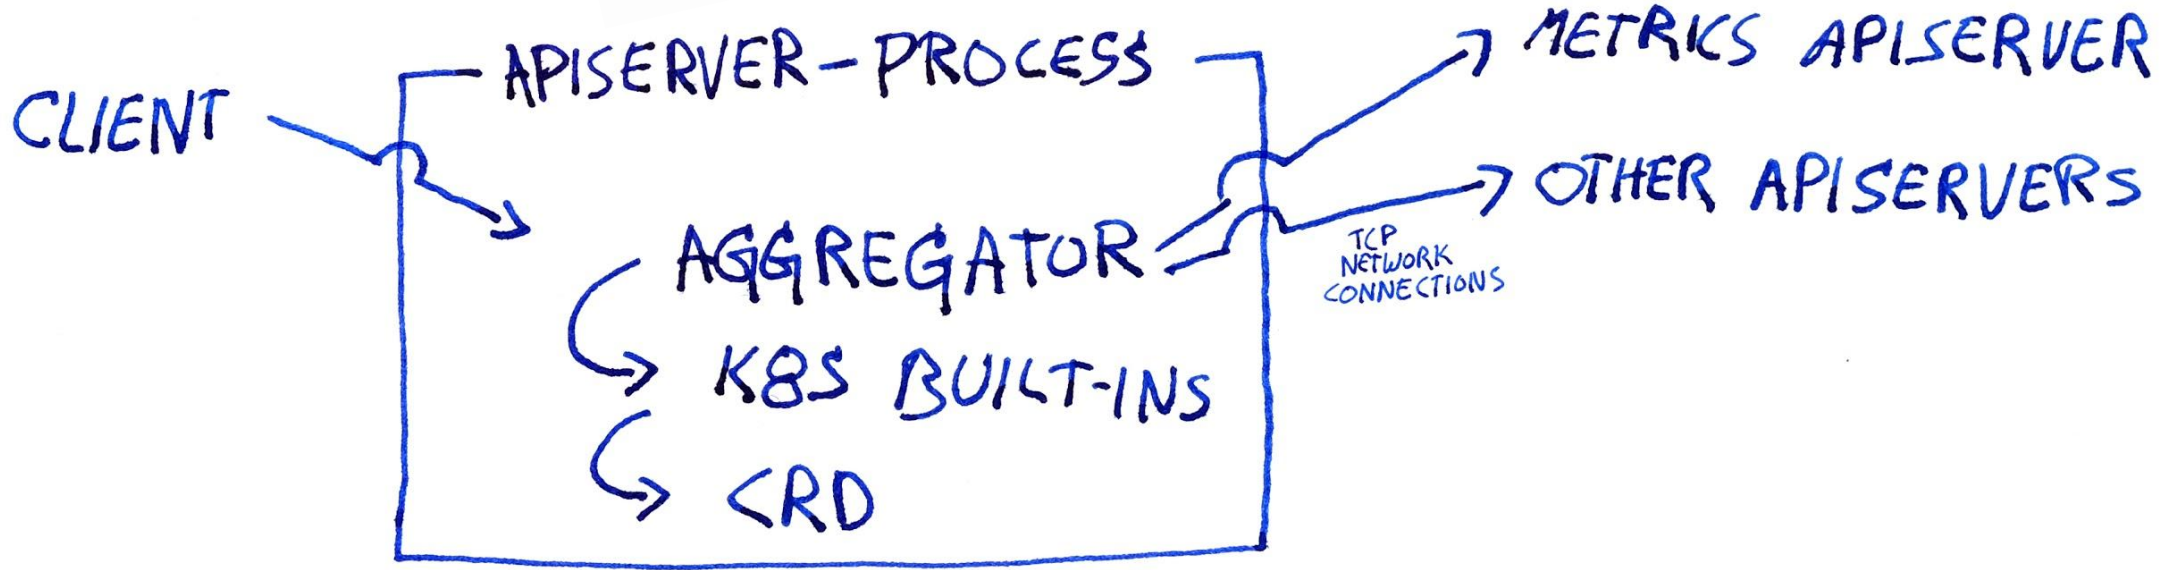 APISERVER-PROCESS
METRICS APISERVER
CLIENT
OTHER APISERVERS
AGGREGATOR
TCP
NETWORK
CONNECTIONS
K8S BUILT-INS
CRD